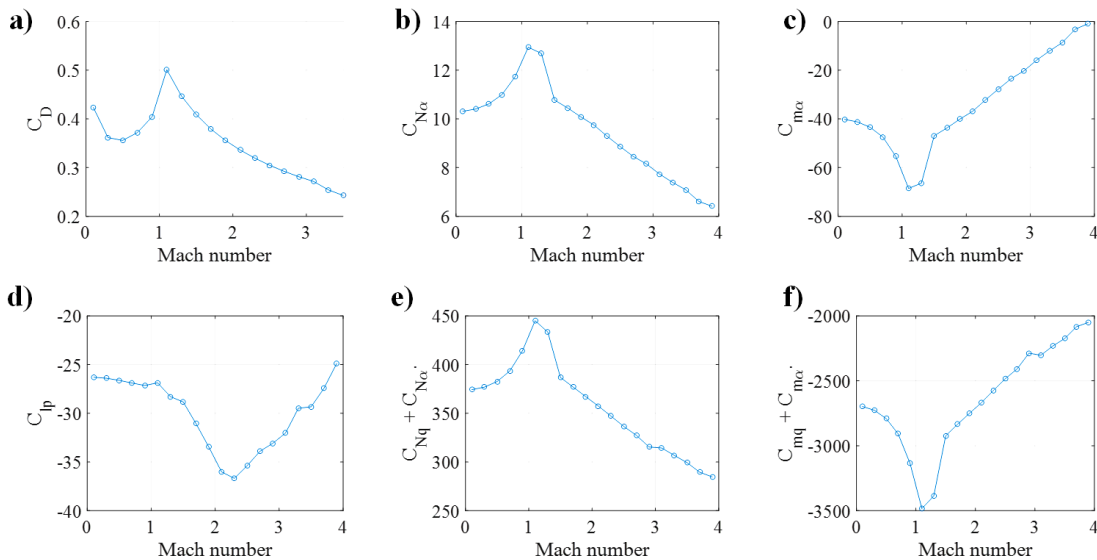 a)
0.6
0.5
0.4
0.3
0.2
C_D
0 1 2 3
Mach number
b)
14
12
10
8
6
C_Nα
0 1 2 3 4
Mach number
c)
0
-20
-40
-60
-80
C_mα
0 1 2 3 4
Mach number
d)
-20
-25
-30
-35
-40
C_lp
0 1 2 3 4
Mach number
e)
450
400
350
300
250
C_Nq + C_Nα̇
0 1 2 3 4
Mach number
f)
-2000
-2500
-3000
-3500
C_mq + C_mα̇
0 1 2 3 4
Mach number